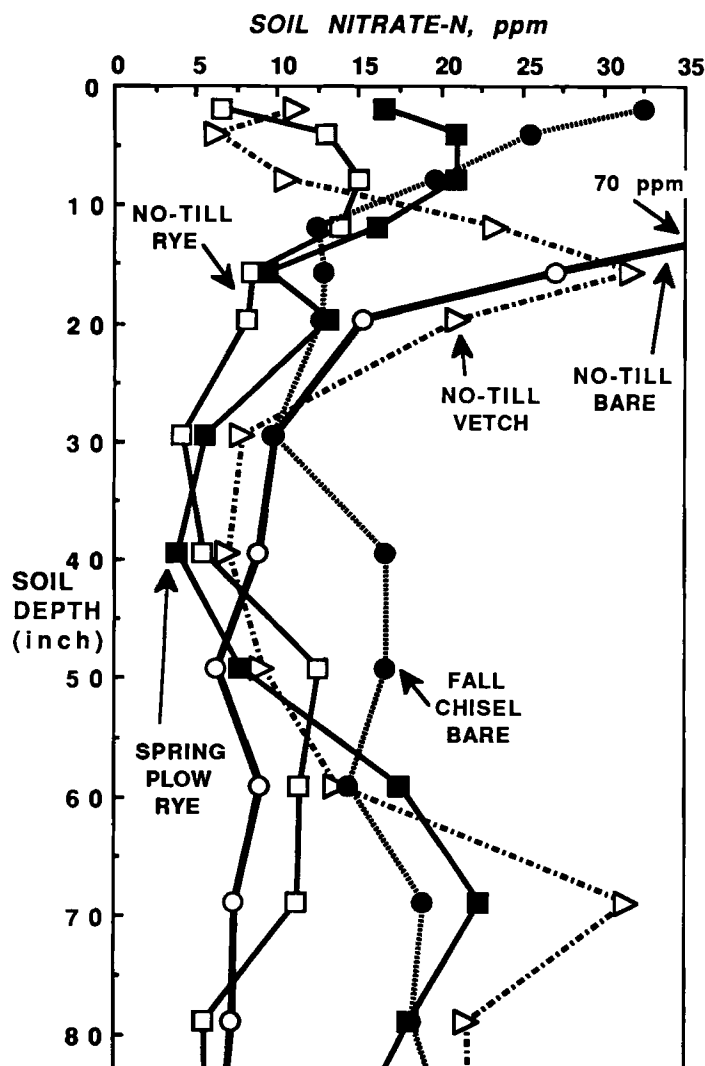 SOIL NITRATE-N, ppm
0 5 10 15 20 25 30 35
0
10
20
30
40
50
60
70
80
SOIL
DEPTH
(inch)
70 ppm
NO-TILL
RYE
NO-TILL
VETCH
NO-TILL
BARE
FALL
CHISEL
BARE
SPRING
PLOW
RYE